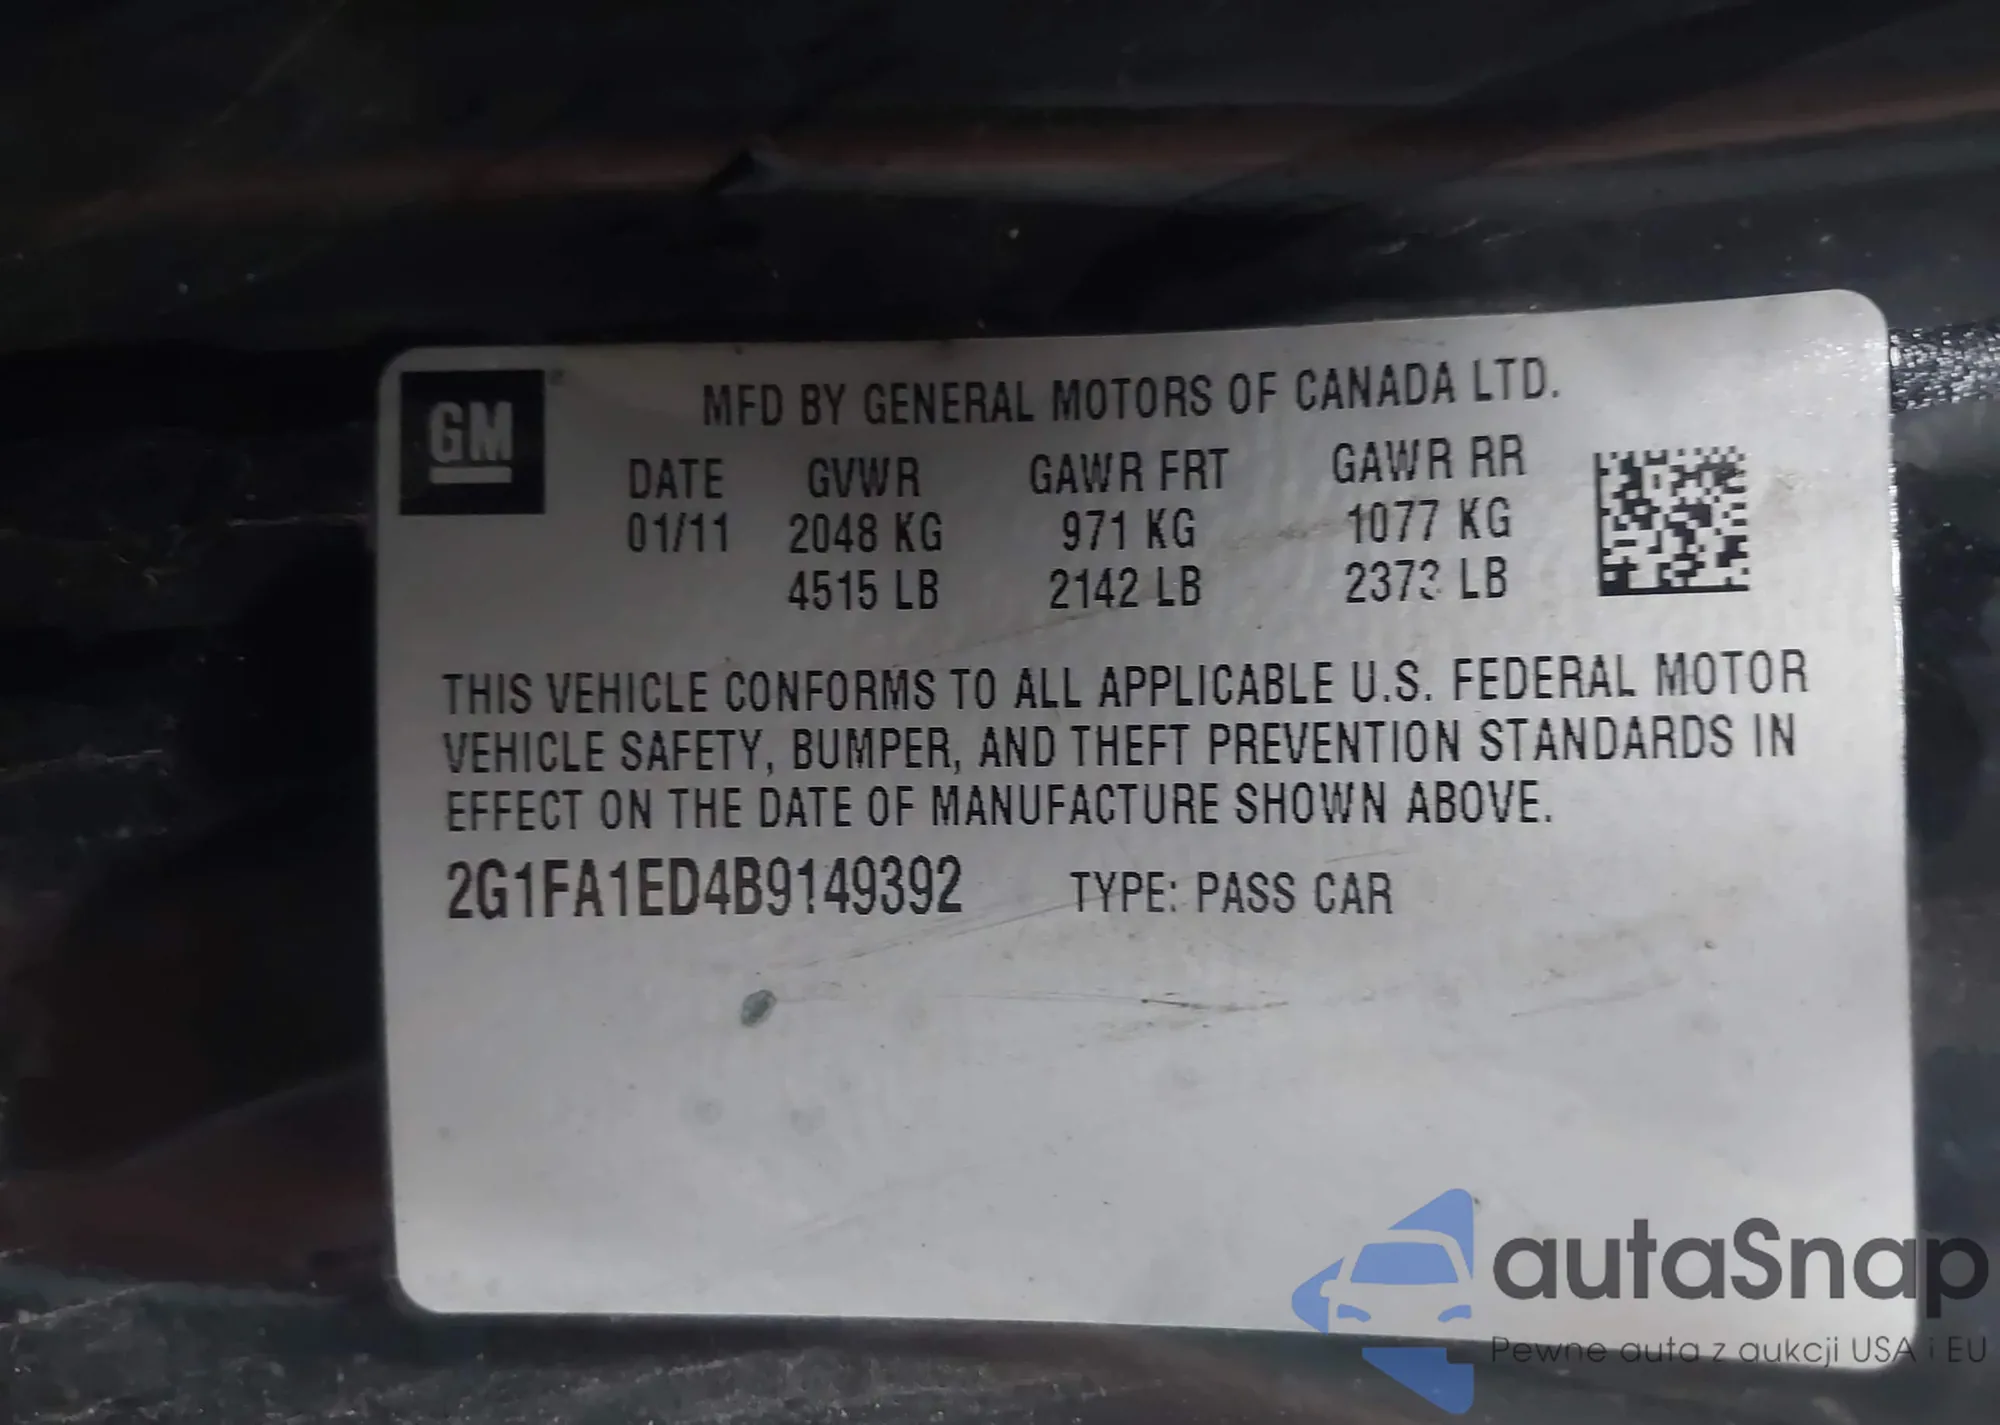 GM
MFD BY GENERAL MOTORS OF CANADA LTD.
DATE GVWR GAWR FRT GAWR RR
01/11 2048 KG 971 KG 1077 KG
4515 LB 2142 LB 2373 LB
THIS VEHICLE CONFORMS TO ALL APPLICABLE U.S. FEDERAL MOTOR
VEHICLE SAFETY, BUMPER, AND THEFT PREVENTION STANDARDS IN
EFFECT ON THE DATE OF MANUFACTURE SHOWN ABOVE.
2G1FA1ED4B9149392 TYPE: PASS CAR
autaSnap
Pewne auta z aukcji USA i EU